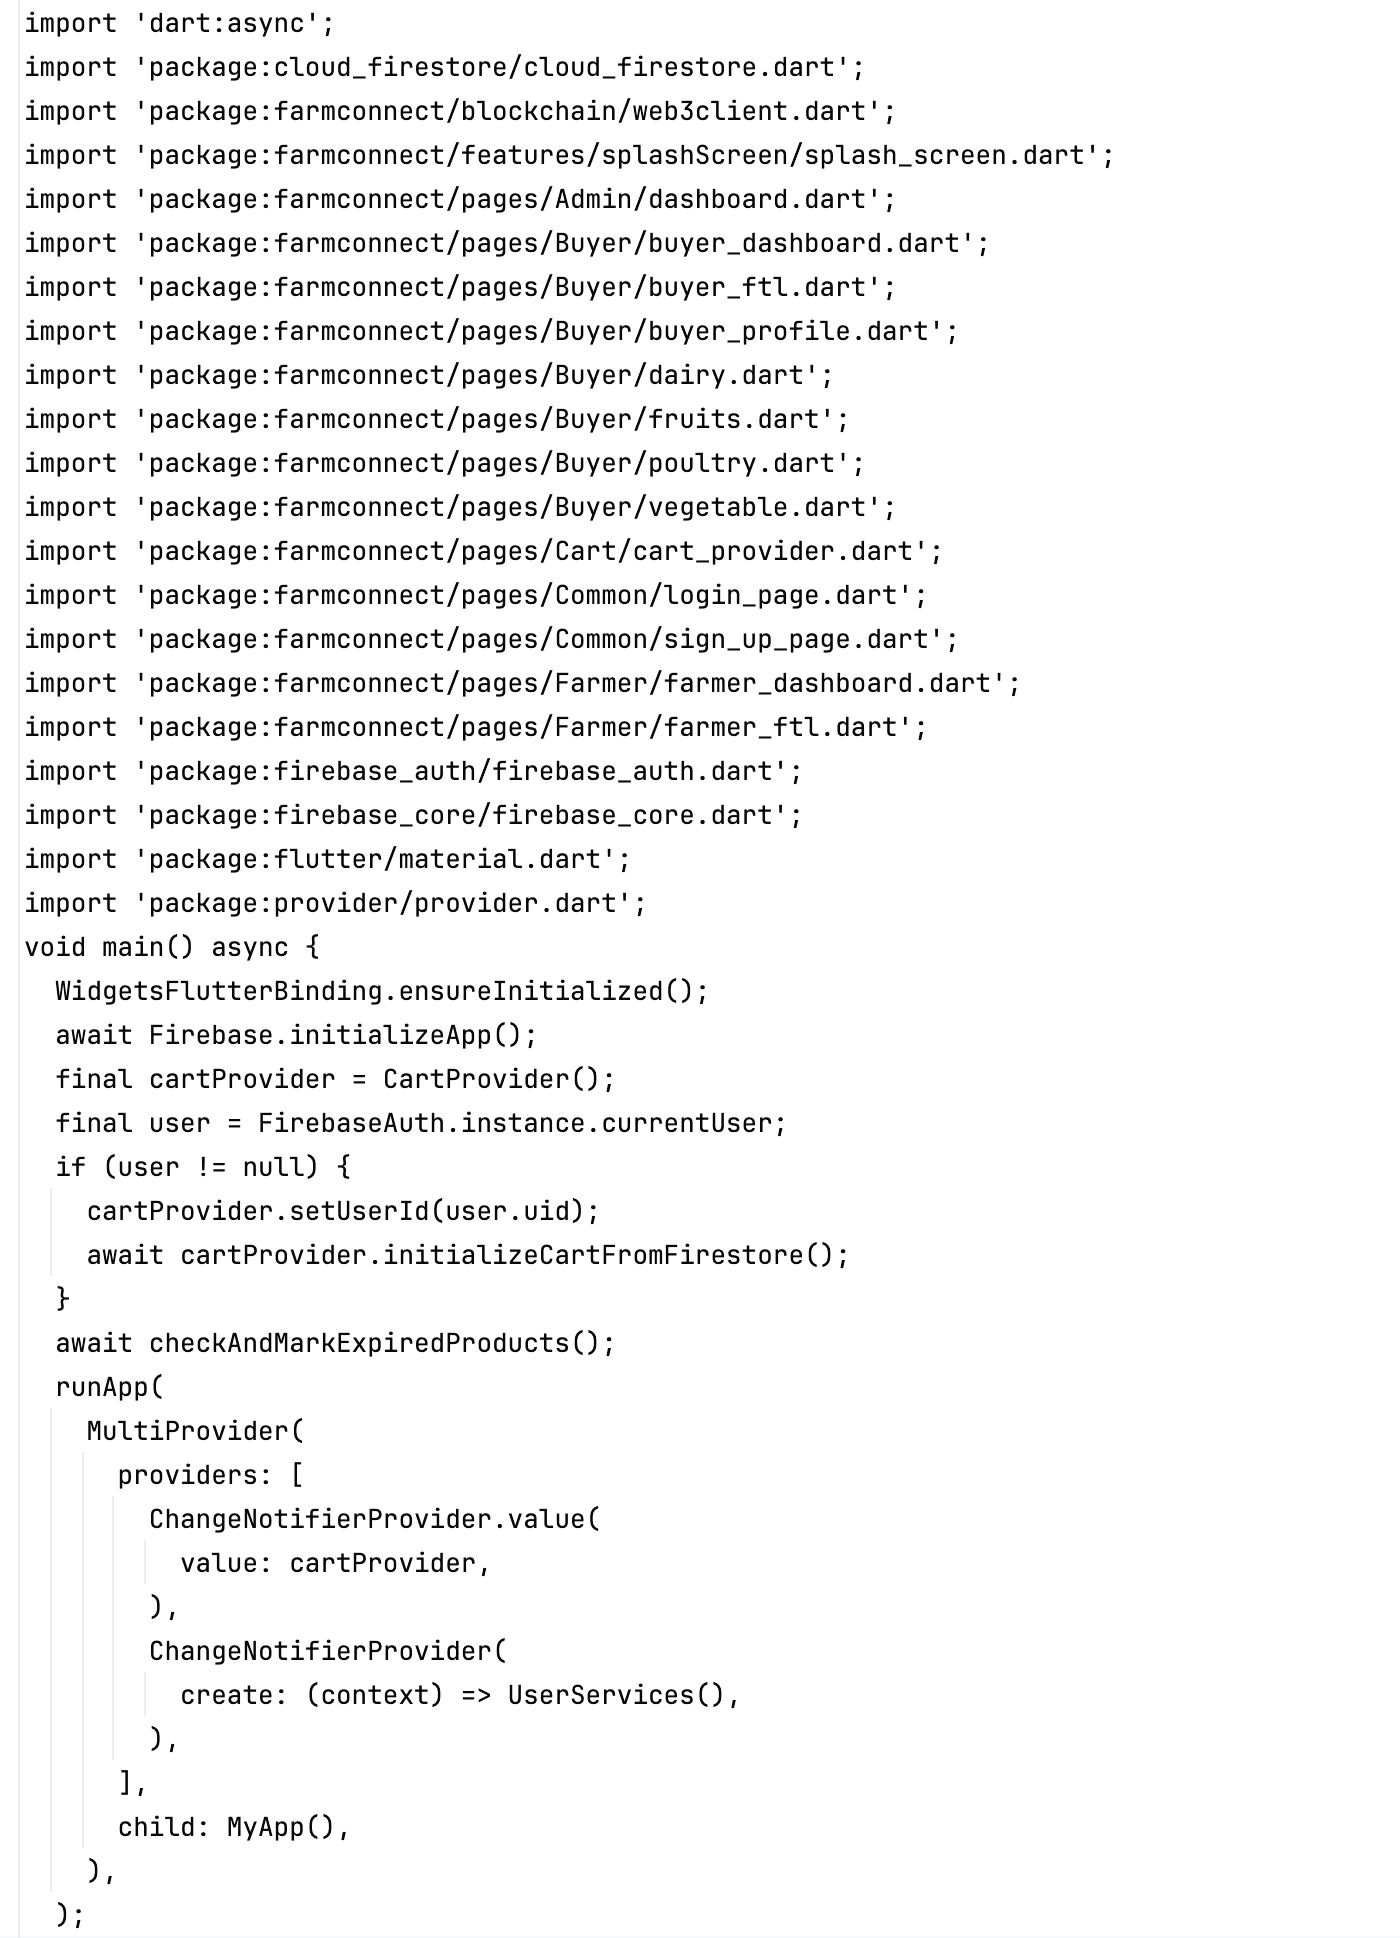 import 'dart:async';
import 'package:cloud_firestore/cloud_firestore.dart';
import 'package:farmconnect/blockchain/web3client.dart';
import 'package:farmconnect/features/splashScreen/splash_screen.dart';
import 'package:farmconnect/pages/Admin/dashboard.dart';
import 'package:farmconnect/pages/Buyer/buyer_dashboard.dart';
import 'package:farmconnect/pages/Buyer/buyer_ftl.dart';
import 'package:farmconnect/pages/Buyer/buyer_profile.dart';
import 'package:farmconnect/pages/Buyer/dairy.dart';
import 'package:farmconnect/pages/Buyer/fruits.dart';
import 'package:farmconnect/pages/Buyer/poultry.dart';
import 'package:farmconnect/pages/Buyer/vegetable.dart';
import 'package:farmconnect/pages/Cart/cart_provider.dart';
import 'package:farmconnect/pages/Common/login_page.dart';
import 'package:farmconnect/pages/Common/sign_up_page.dart';
import 'package:farmconnect/pages/Farmer/farmer_dashboard.dart';
import 'package:farmconnect/pages/Farmer/farmer_ftl.dart';
import 'package:firebase_auth/firebase_auth.dart';
import 'package:firebase_core/firebase_core.dart';
import 'package:flutter/material.dart';
import 'package:provider/provider.dart';
void main() async {
  WidgetsFlutterBinding.ensureInitialized();
  await Firebase.initializeApp();
  final cartProvider = CartProvider();
  final user = FirebaseAuth.instance.currentUser;
  if (user != null) {
    cartProvider.setUserId(user.uid);
    await cartProvider.initializeCartFromFirestore();
  }
  await checkAndMarkExpiredProducts();
  runApp(
    MultiProvider(
      providers: [
        ChangeNotifierProvider.value(
          value: cartProvider,
        ),
        ChangeNotifierProvider(
          create: (context) => UserServices(),
        ),
      ],
      child: MyApp(),
    ),
  );